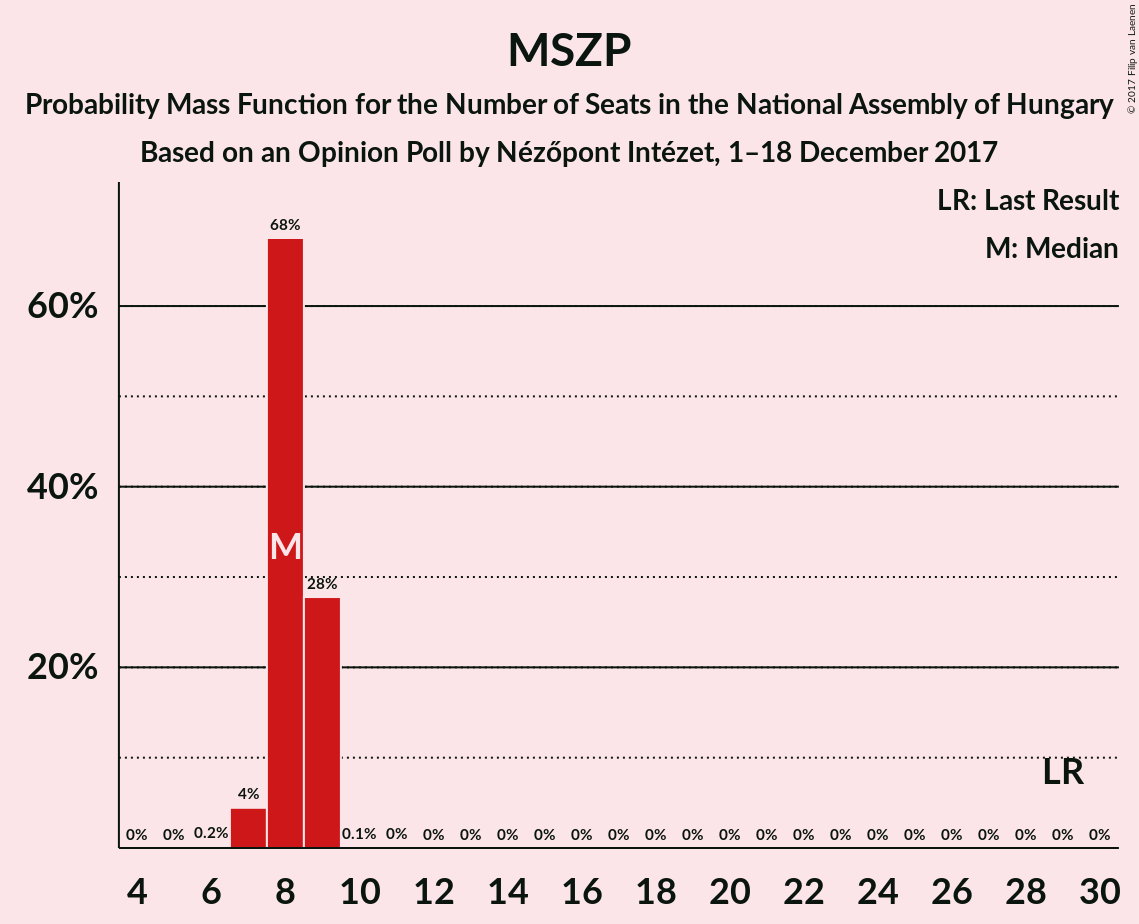 MSZP
Probability Mass Function for the Number of Seats in the National Assembly of Hungary
Based on an Opinion Poll by Nézőpont Intézet, 1–18 December 2017
© 2017 Filip van Laenen
LR: Last Result
M: Median
60%
40%
20%
68%
M
28%
LR
4%
0% 0% 0.2% 0.1% 0% 0% 0% 0% 0% 0% 0% 0% 0% 0% 0% 0% 0% 0% 0% 0% 0% 0% 0% 0%
4 6 8 10 12 14 16 18 20 22 24 26 28 30